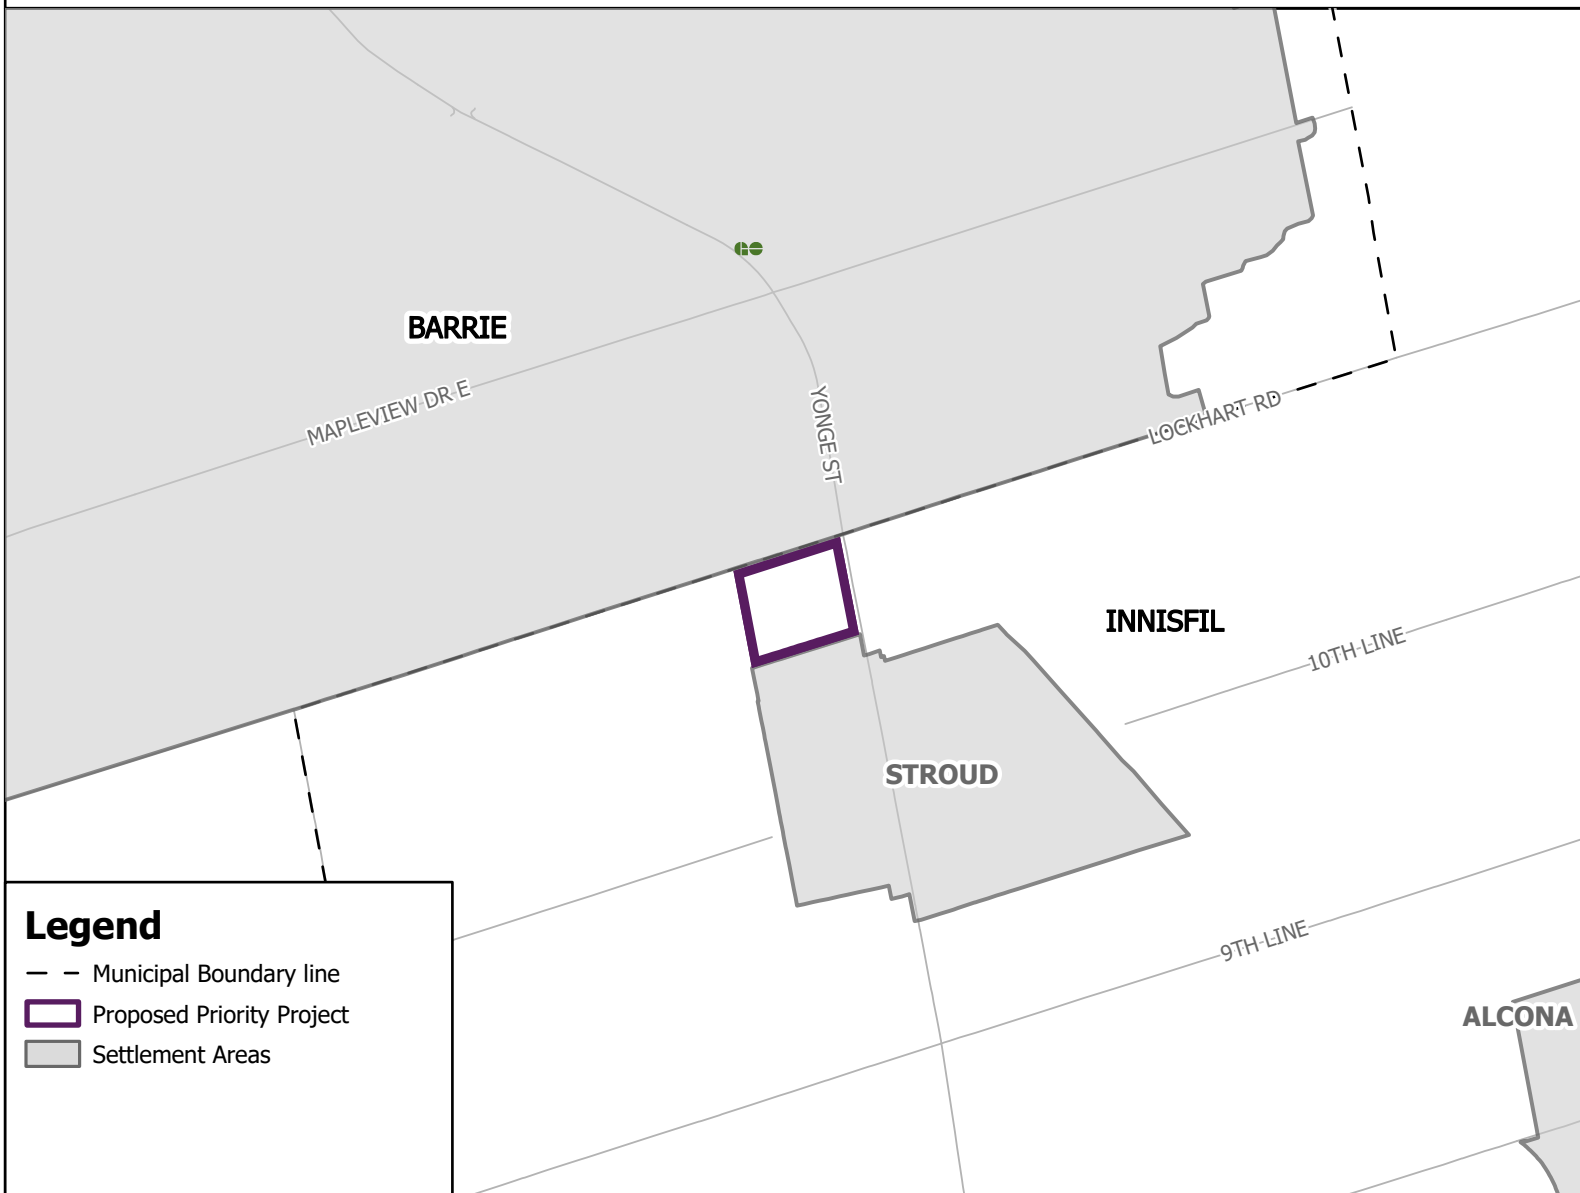 BARRIE
MAPLEVIEW DR E
YONGE ST
LOCKHART RD
INNISFIL
10TH LINE
STROUD
9TH LINE
ALCONA
Legend
Municipal Boundary line
Proposed Priority Project
Settlement Areas